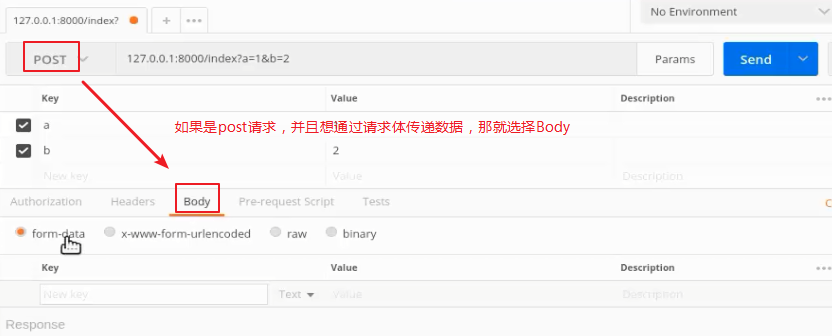 127.0.0.1:8000/index?
No Environment
POST
127.0.0.1:8000/index?a=1&b=2
Params
Send
Key Value Description
a
如果是post请求，并且想通过请求体传递数据，那就选择Body
b 2
New key Value Description
Authorization Headers Body Pre-request Script Tests C
form-data x-www-form-urlencoded raw binary
Key Value Description
New key Text Value Description
Response